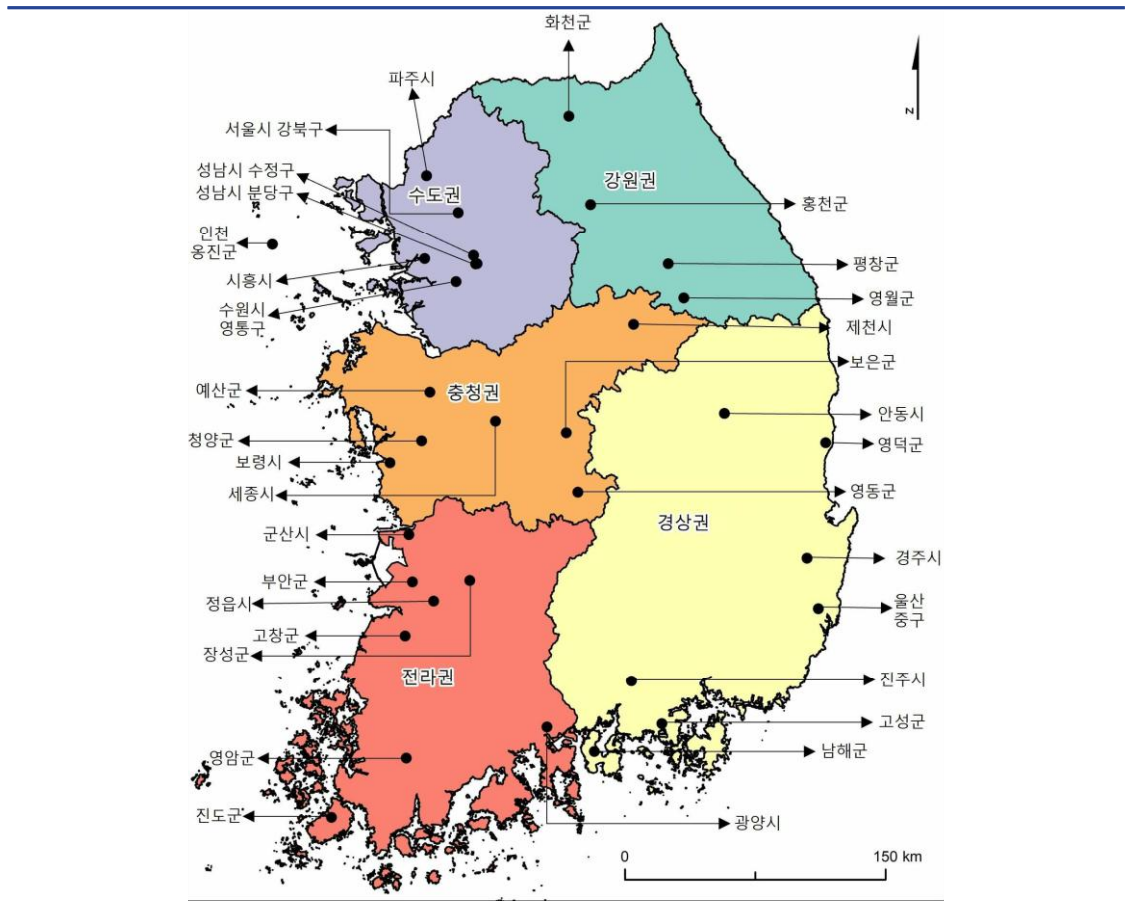 화천군
파주시
서울시 강북구
성남시 수정구
성남시 분당구
수도권
강원권
N
홍천군
인천
옹진군
시흥시
수원시
영통구
평창군
영월군
제천시
보은군
예산군
충청권
안동시
청양군
영덕군
보령시
세종시
영동군
경상권
군산시
경주시
부안군
정읍시
울산
중구
고창군
장성군
전라권
진주시
고성군
영암군
남해군
진도군
광양시
0 150 km